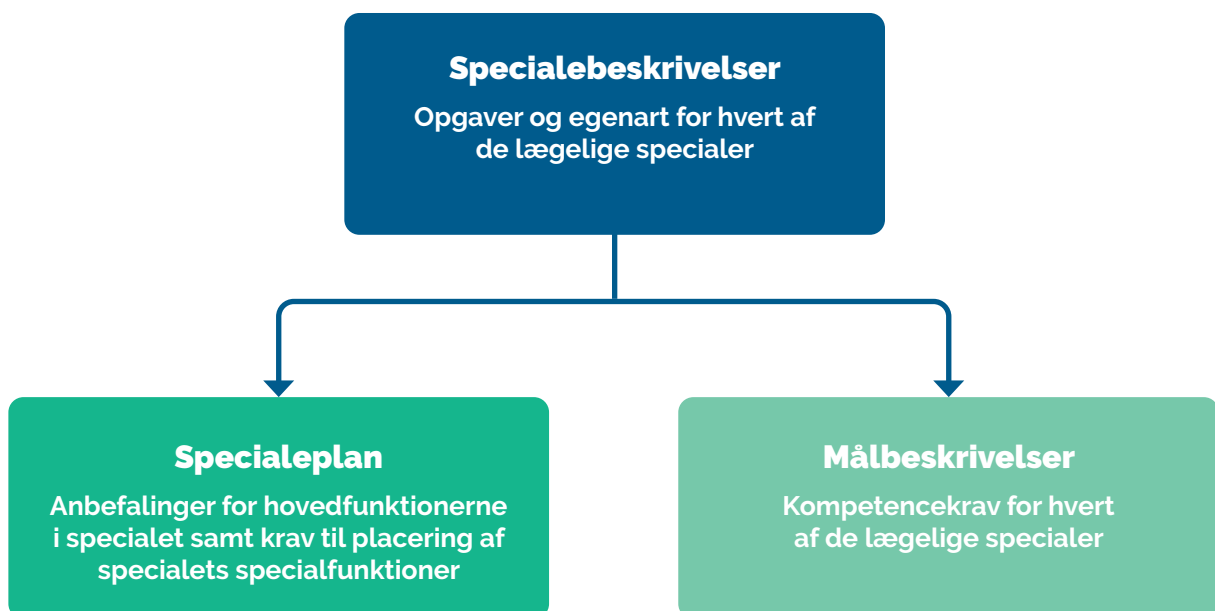 Specialebeskrivelser
Opgaver og egenart for hvert af
de lægelige specialer
Specialeplan
Anbefalinger for hovedfunktionerne
i specialet samt krav til placering af
specialets specialfunktioner
Målbeskrivelser
Kompetencekrav for hvert
af de lægelige specialer